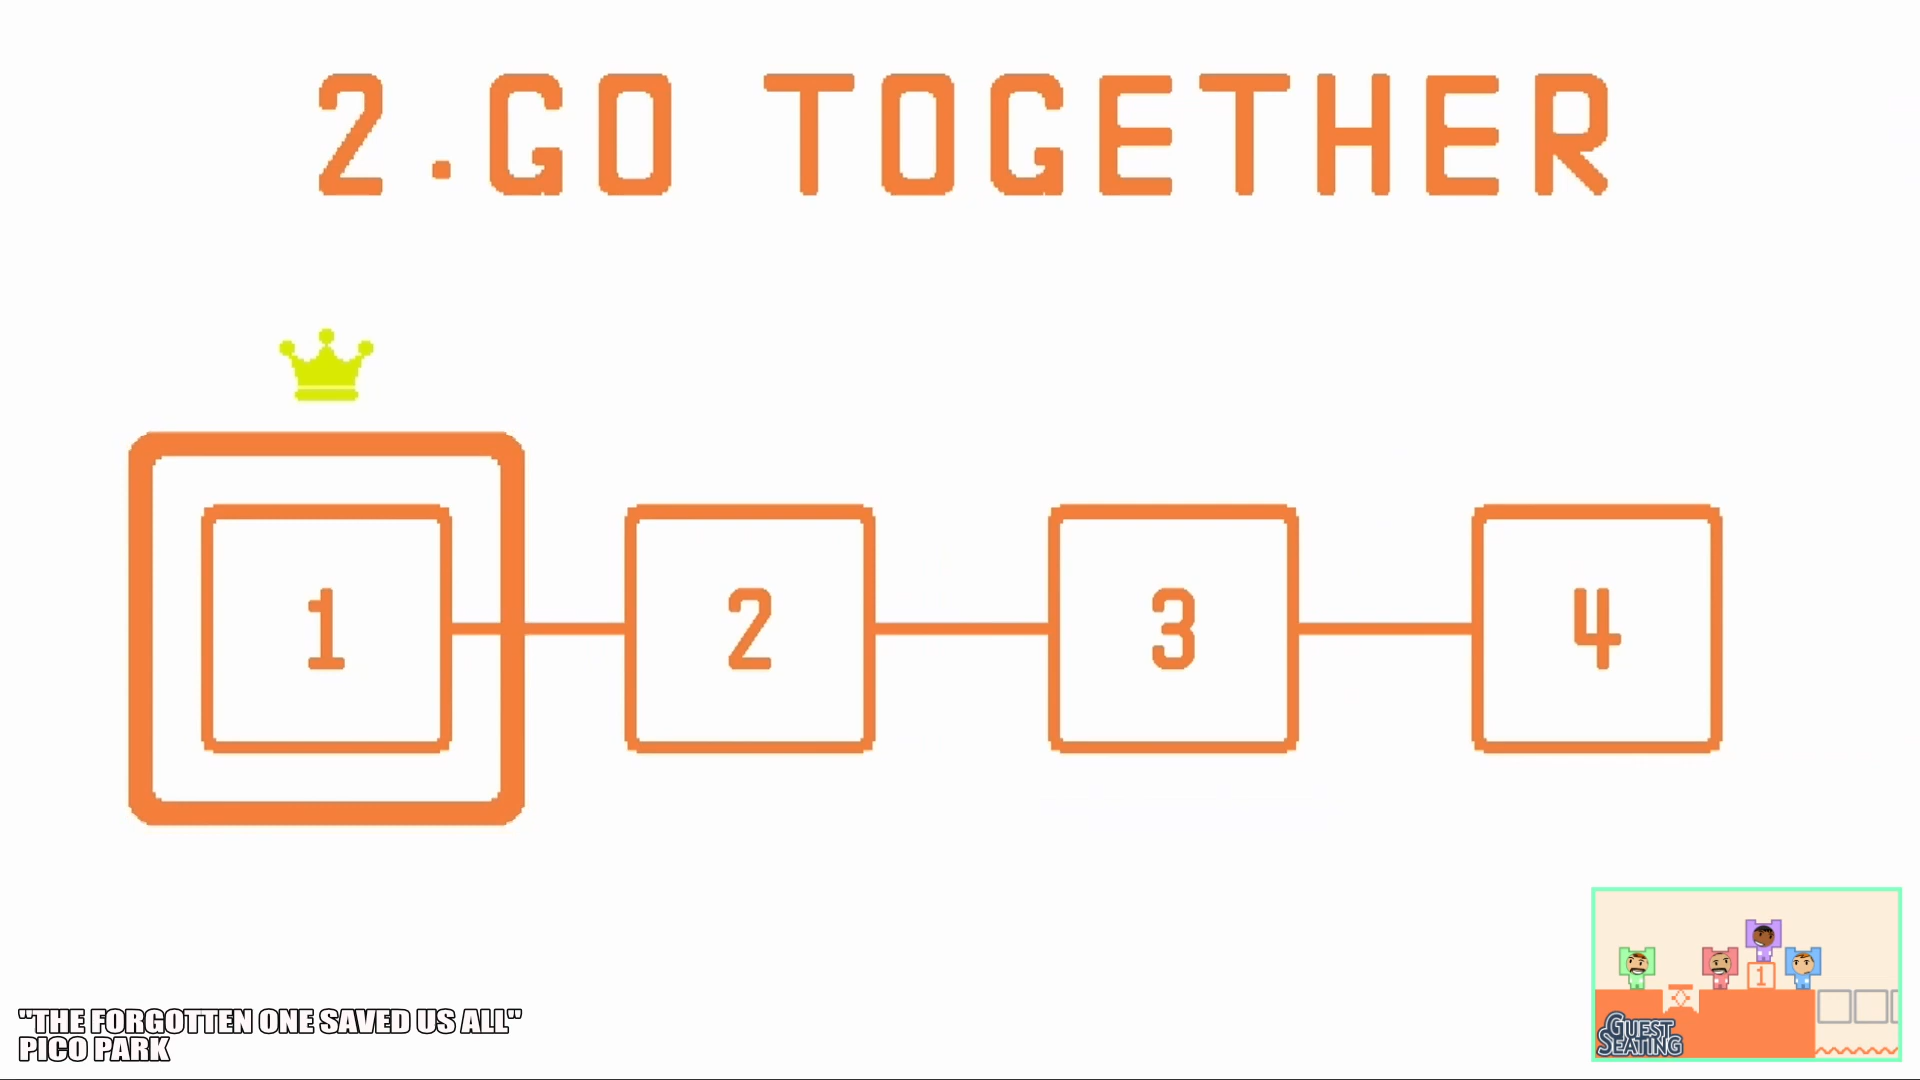 2.GO TOGETHER
1
2
3
4
1
GUEST
SEATING
"THE FORGOTTEN ONE SAVED US ALL"
PICO PARK